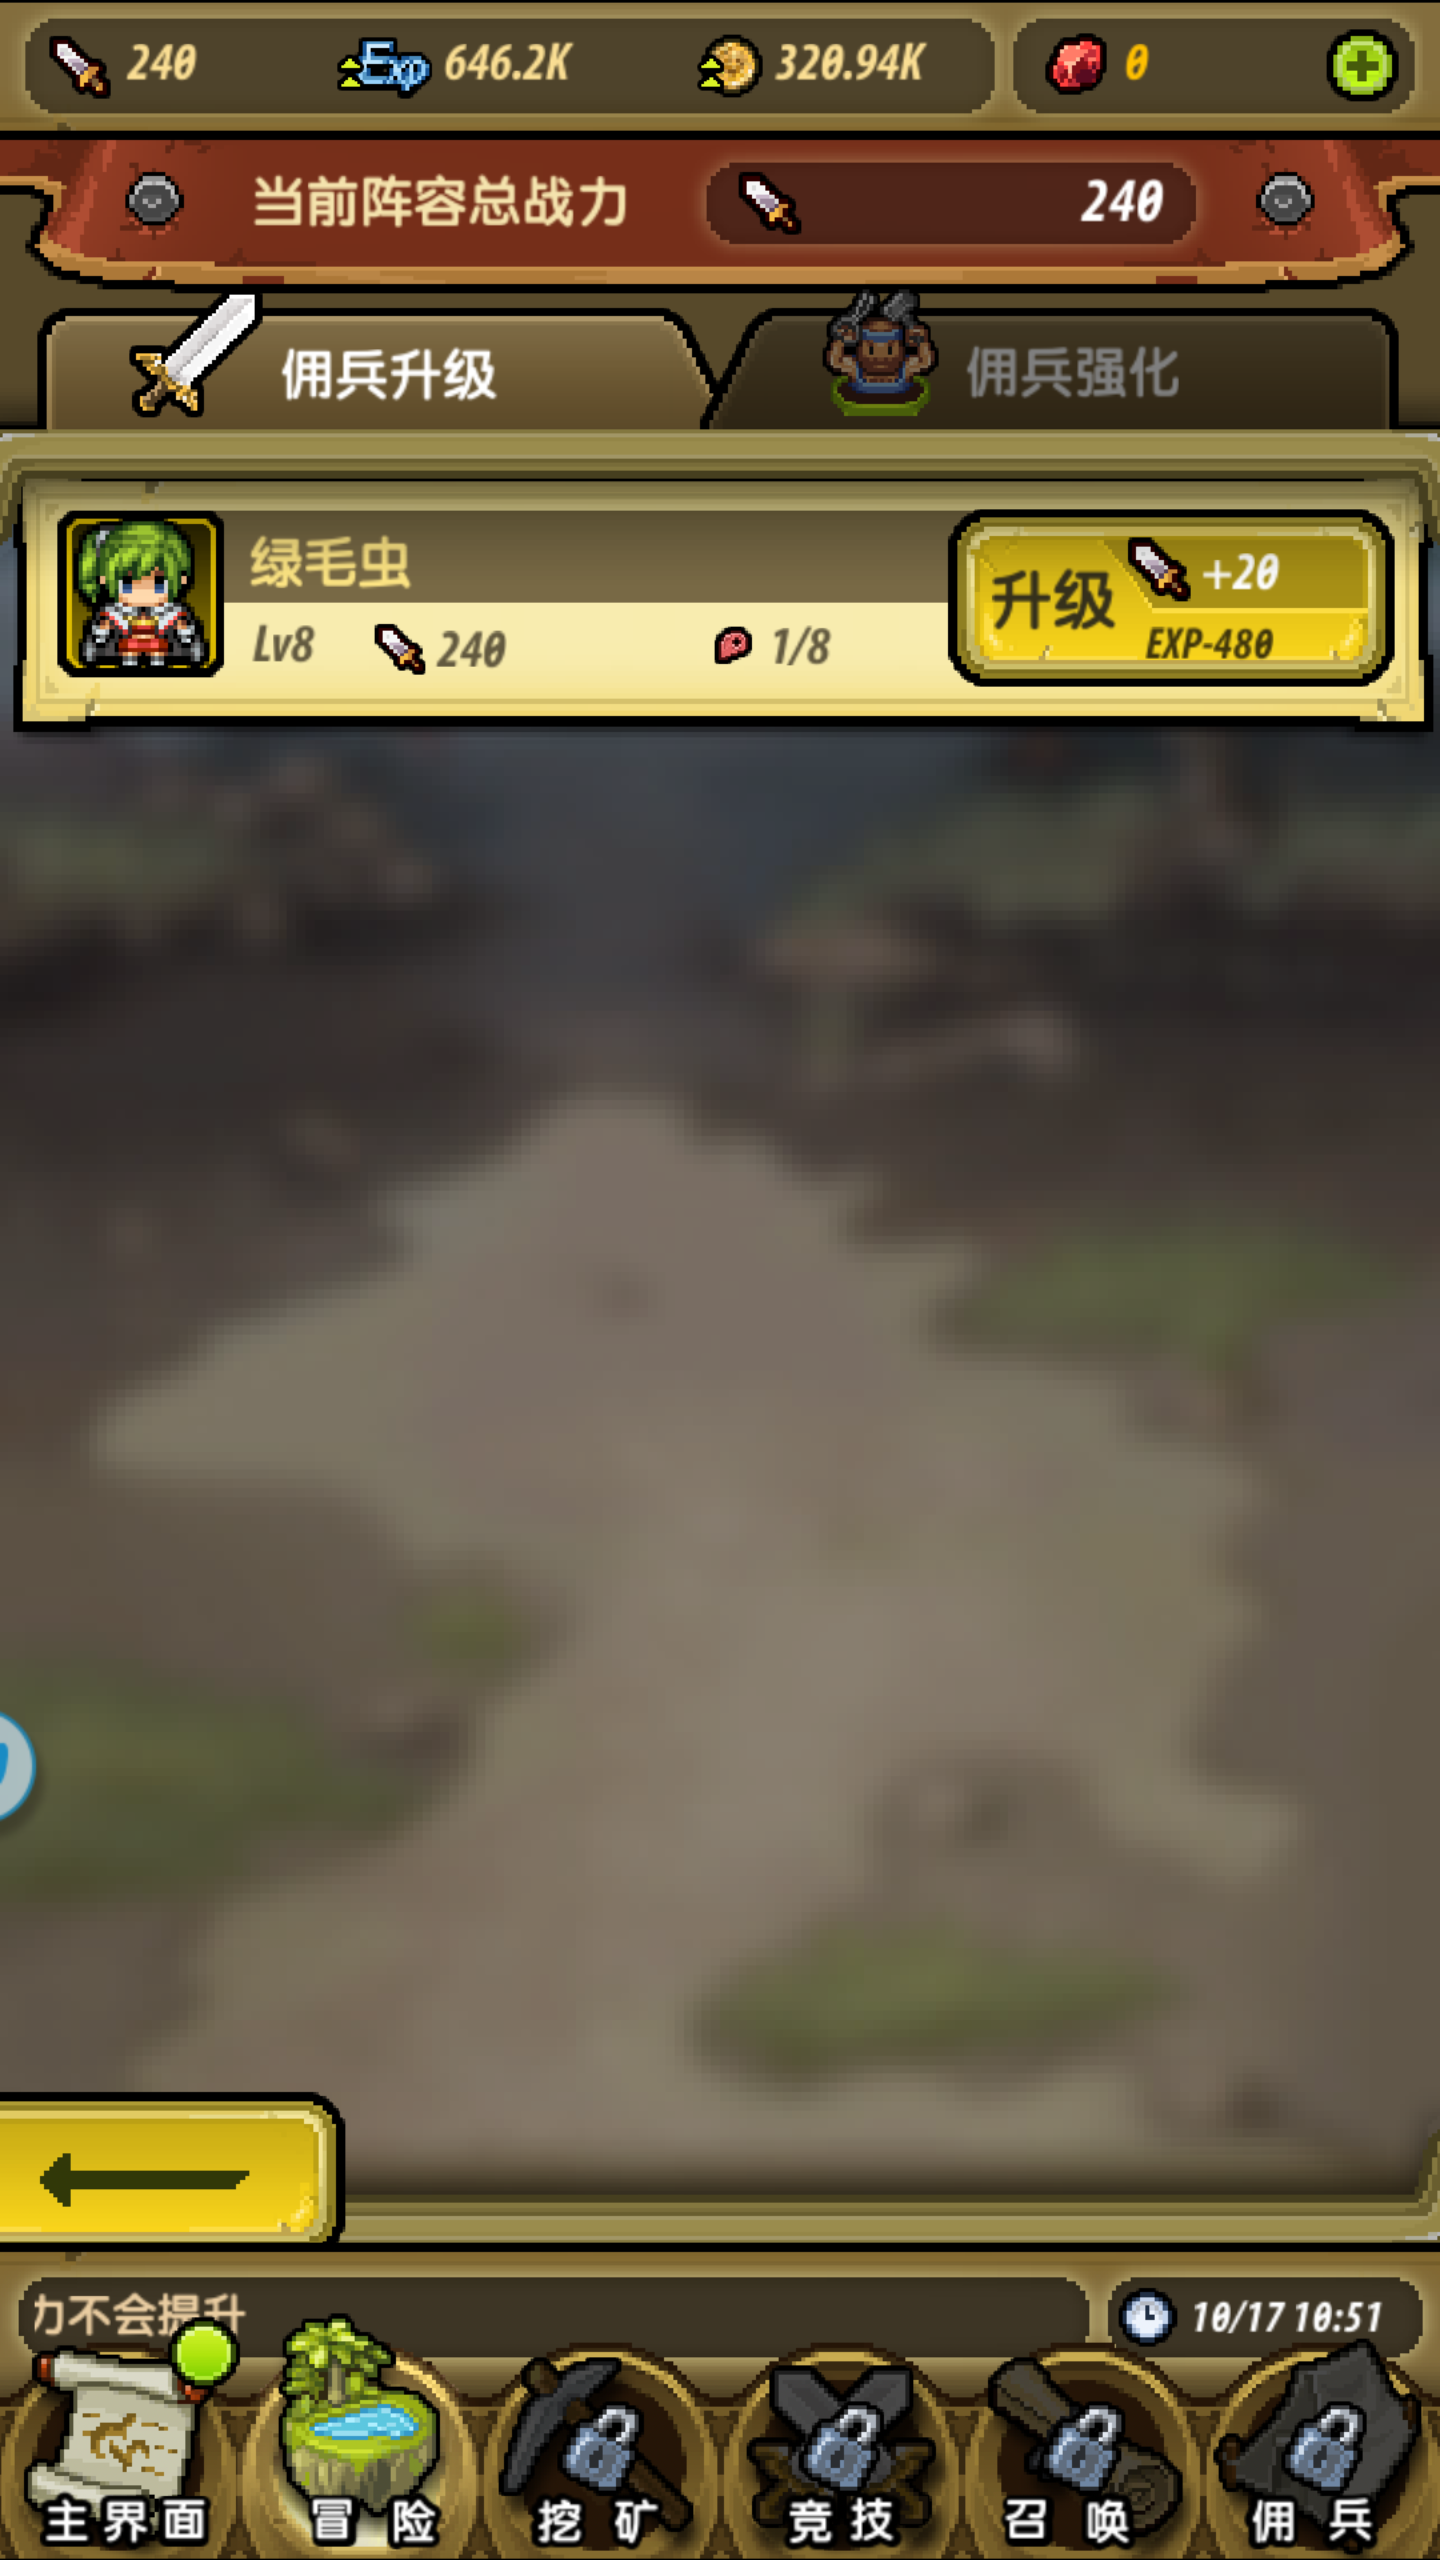 240 Exp 646.2K 320.94K 0
当前阵容总战力 240
佣兵升级 佣兵强化
绿毛虫
Lv8 240 1/8
升级 +20
EXP-480
力不会提升 10/17 10:51
主界面 冒险 挖矿 竞技 召唤 佣兵